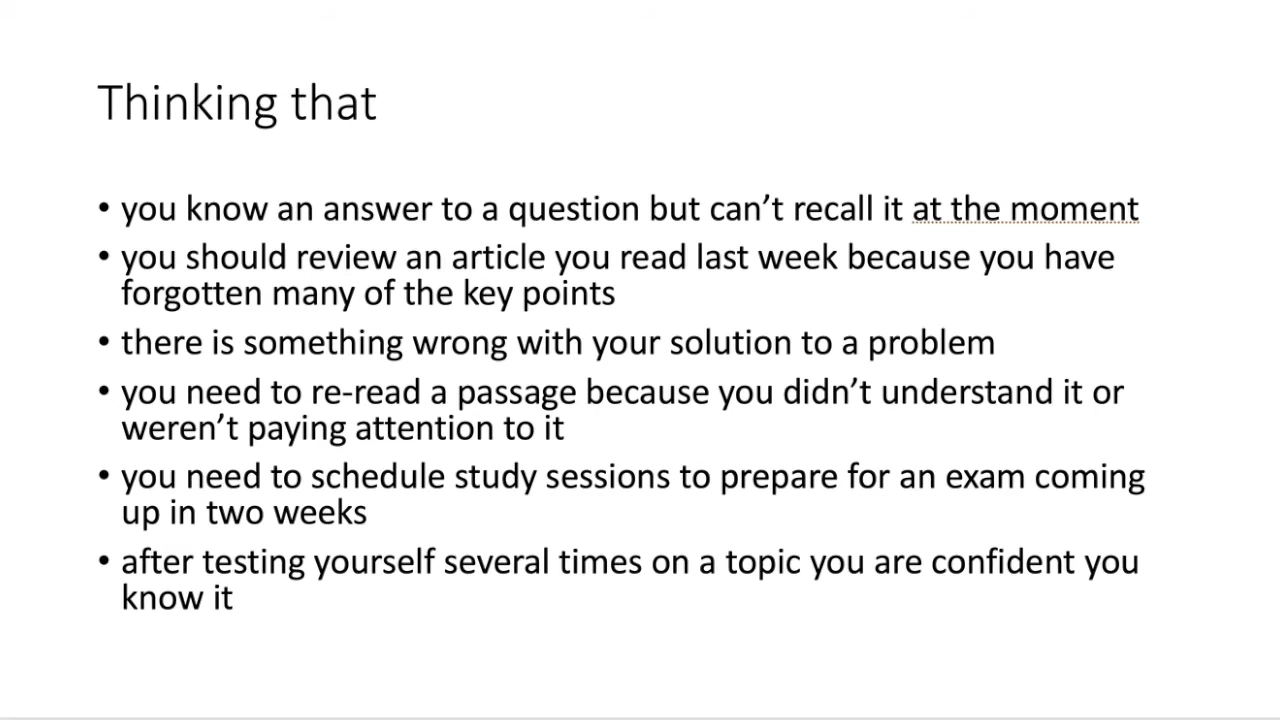 Thinking that
• you know an answer to a question but can’t recall it at the moment
• you should review an article you read last week because you have
forgotten many of the key points
• there is something wrong with your solution to a problem
• you need to re-read a passage because you didn’t understand it or
weren’t paying attention to it
• you need to schedule study sessions to prepare for an exam coming
up in two weeks
• after testing yourself several times on a topic you are confident you
know it